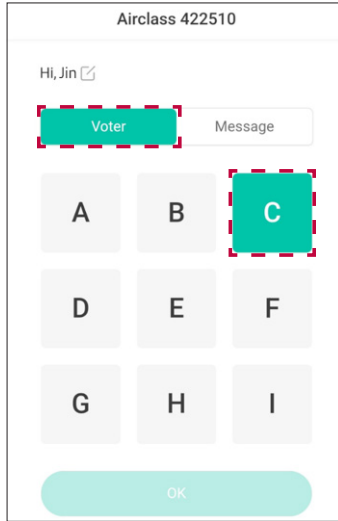 Airclass 422510
Hi, Jin
Voter Message
A B C
D E F
G H I
OK